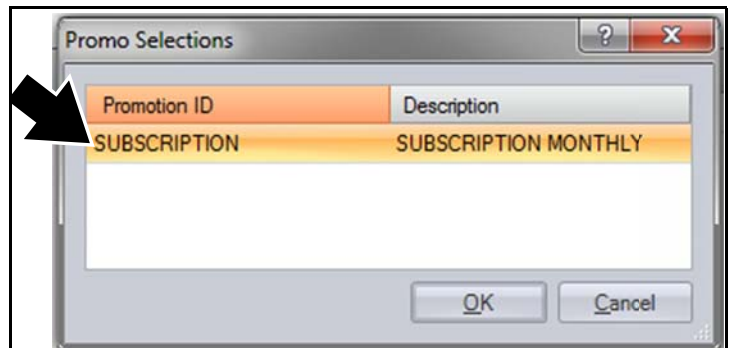 Promo Selections
Promotion ID Description
SUBSCRIPTION SUBSCRIPTION MONTHLY
OK Cancel